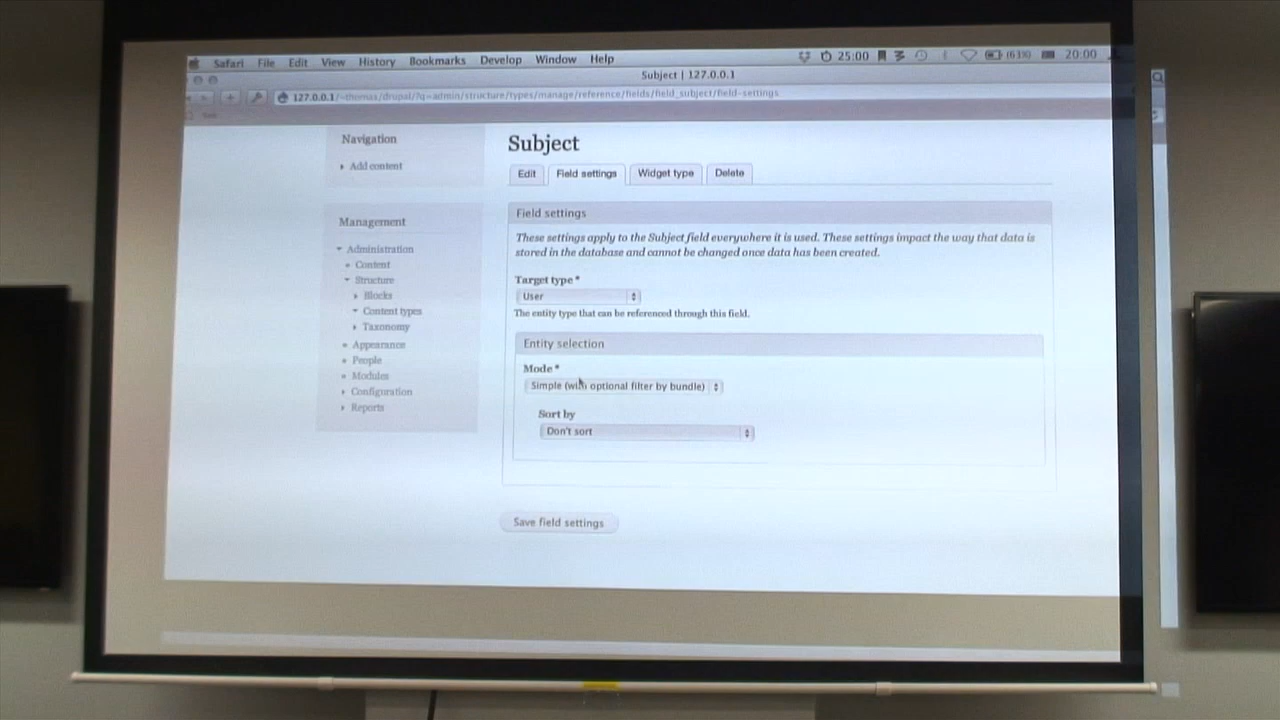 Safari File Edit View History Bookmarks Develop Window Help 25:00 (63%) 20:00
Subject | 127.0.0.1
127.0.0.1/~thomas/drupal/?q=admin/structure/types/manage/reference/fields/field_subject/field-settings
Navigation
Add content
Management
Administration
Content
Structure
Blocks
Content types
Taxonomy
Appearance
People
Modules
Configuration
Reports
Subject
Edit Field settings Widget type Delete
Field settings
These settings apply to the Subject field everywhere it is used. These settings impact the way that data is
stored in the database and cannot be changed once data has been created.
Target type *
User
The entity type that can be referenced through this field.
Entity selection
Mode *
Simple (with optional filter by bundle)
Sort by
Don't sort
Save field settings